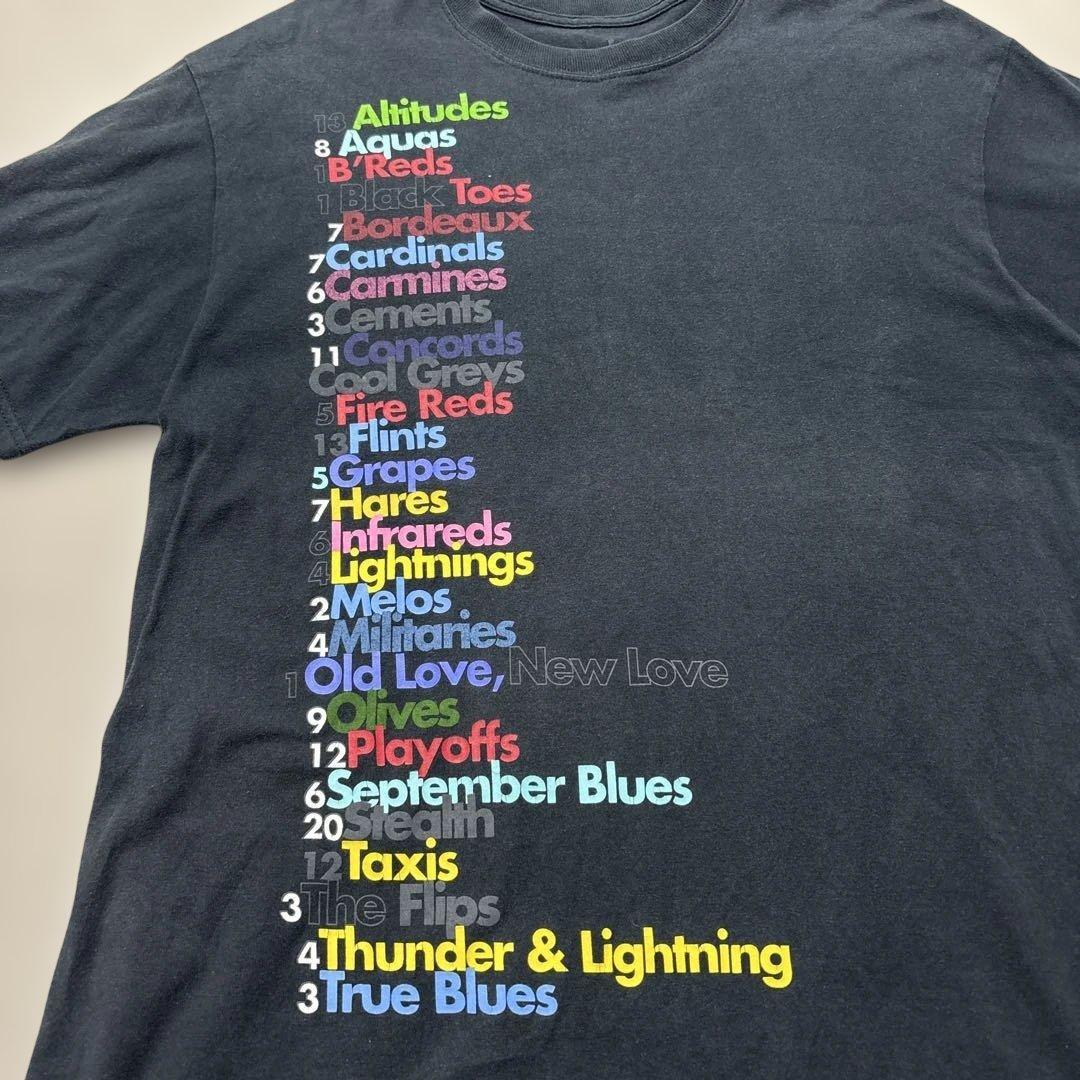 13 Altitudes
8 Aquas
1 B'Reds
1 Black Toes
7 Bordeaux
7 Cardinals
6 Carmines
3 Cements
11 Concords
Cool Greys
5 Fire Reds
13 Flints
5 Grapes
7 Hares
6 Infrareds
4 Lightnings
2 Melos
4 Militaries
1 Old Love, New Love
9 Olives
12 Playoffs
6 September Blues
20 Stealth
12 Taxis
3 The Flips
4 Thunder & Lightning
3 True Blues